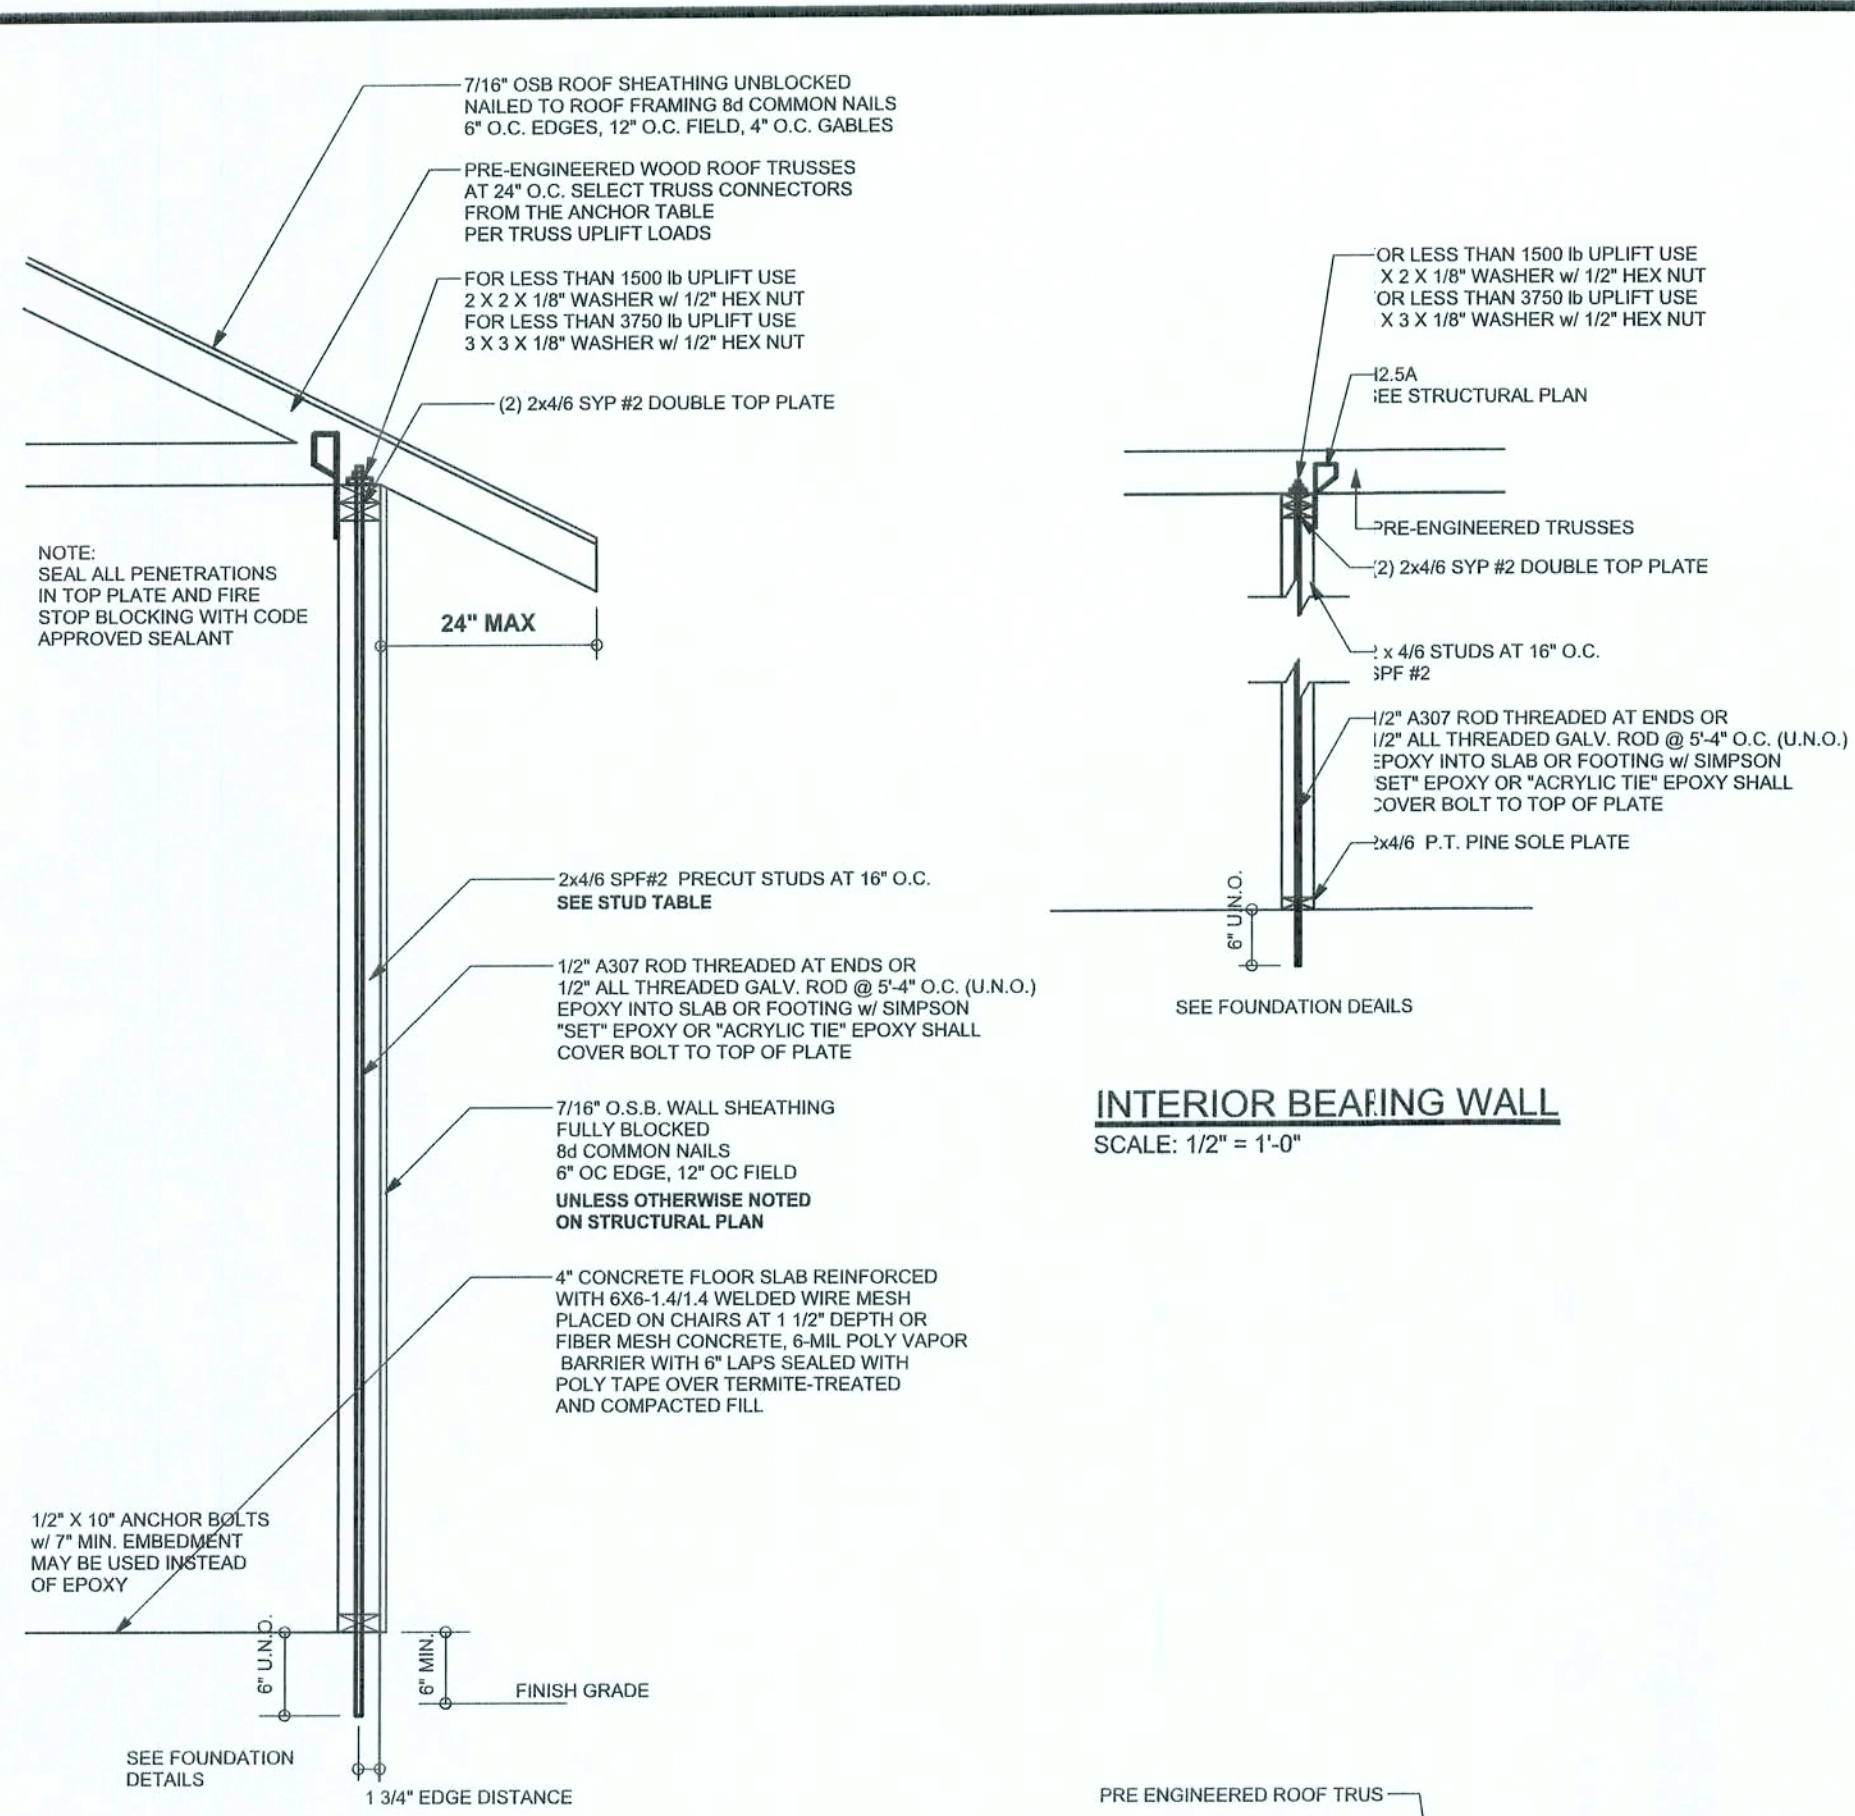 7/16" OSB ROOF SHEATHING UNBLOCKED
NAILED TO ROOF FRAMING 8d COMMON NAILS
6" O.C. EDGES, 12" O.C. FIELD, 4" O.C. GABLES
PRE-ENGINEERED WOOD ROOF TRUSSES
AT 24" O.C. SELECT TRUSS CONNECTORS
FROM THE ANCHOR TABLE
PER TRUSS UPLIFT LOADS
FOR LESS THAN 1500 lb UPLIFT USE
2 X 2 X 1/8" WASHER w/ 1/2" HEX NUT
FOR LESS THAN 3750 lb UPLIFT USE
3 X 3 X 1/8" WASHER w/ 1/2" HEX NUT
(2) 2x4/6 SYP #2 DOUBLE TOP PLATE
NOTE:
SEAL ALL PENETRATIONS
IN TOP PLATE AND FIRE
STOP BLOCKING WITH CODE
APPROVED SEALANT
24" MAX
2x4/6 SPF#2 PRECUT STUDS AT 16" O.C.
SEE STUD TABLE
1/2" A307 ROD THREADED AT ENDS OR
1/2" ALL THREADED GALV. ROD @ 5'-4" O.C. (U.N.O.)
EPOXY INTO SLAB OR FOOTING w/ SIMPSON
"SET" EPOXY OR "ACRYLIC TIE" EPOXY SHALL
COVER BOLT TO TOP OF PLATE
7/16" O.S.B. WALL SHEATHING
FULLY BLOCKED
8d COMMON NAILS
6" OC EDGE, 12" OC FIELD
UNLESS OTHERWISE NOTED
ON STRUCTURAL PLAN
4" CONCRETE FLOOR SLAB REINFORCED
WITH 6X6-1.4/1.4 WELDED WIRE MESH
PLACED ON CHAIRS AT 1 1/2" DEPTH OR
FIBER MESH CONCRETE, 6-MIL POLY VAPOR
BARRIER WITH 6" LAPS SEALED WITH
POLY TAPE OVER TERMITE-TREATED
AND COMPACTED FILL
1/2" X 10" ANCHOR BOLTS
w/ 7" MIN. EMBEDMENT
MAY BE USED INSTEAD
OF EPOXY
6" U.N.O.
6" MIN.
FINISH GRADE
SEE FOUNDATION
DETAILS
1 3/4" EDGE DISTANCE
OR LESS THAN 1500 lb UPLIFT USE
X 2 X 1/8" WASHER w/ 1/2" HEX NUT
OR LESS THAN 3750 lb UPLIFT USE
X 3 X 1/8" WASHER w/ 1/2" HEX NUT
2.5A
SEE STRUCTURAL PLAN
PRE-ENGINEERED TRUSSES
(2) 2x4/6 SYP #2 DOUBLE TOP PLATE
2 x 4/6 STUDS AT 16" O.C.
SPF #2
1/2" A307 ROD THREADED AT ENDS OR
1/2" ALL THREADED GALV. ROD @ 5'-4" O.C. (U.N.O.)
EPOXY INTO SLAB OR FOOTING w/ SIMPSON
"SET" EPOXY OR "ACRYLIC TIE" EPOXY SHALL
COVER BOLT TO TOP OF PLATE
2x4/6 P.T. PINE SOLE PLATE
6" U.N.O.
SEE FOUNDATION DEAILS
INTERIOR BEARING WALL
SCALE: 1/2" = 1'-0"
PRE ENGINEERED ROOF TRUS